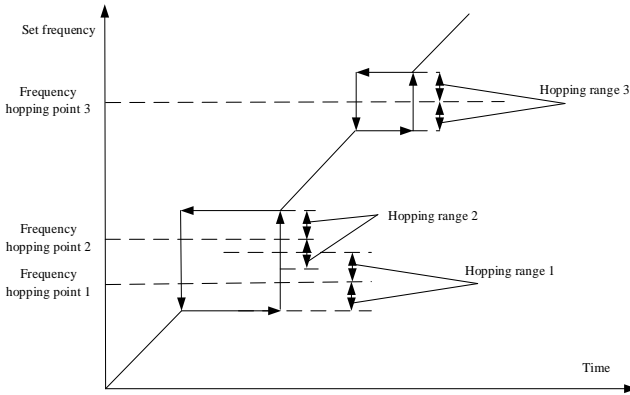 Set frequency
Frequency
hopping point 3
Hopping range 3
Frequency
hopping point 2
Hopping range 2
Frequency
hopping point 1
Hopping range 1
Time